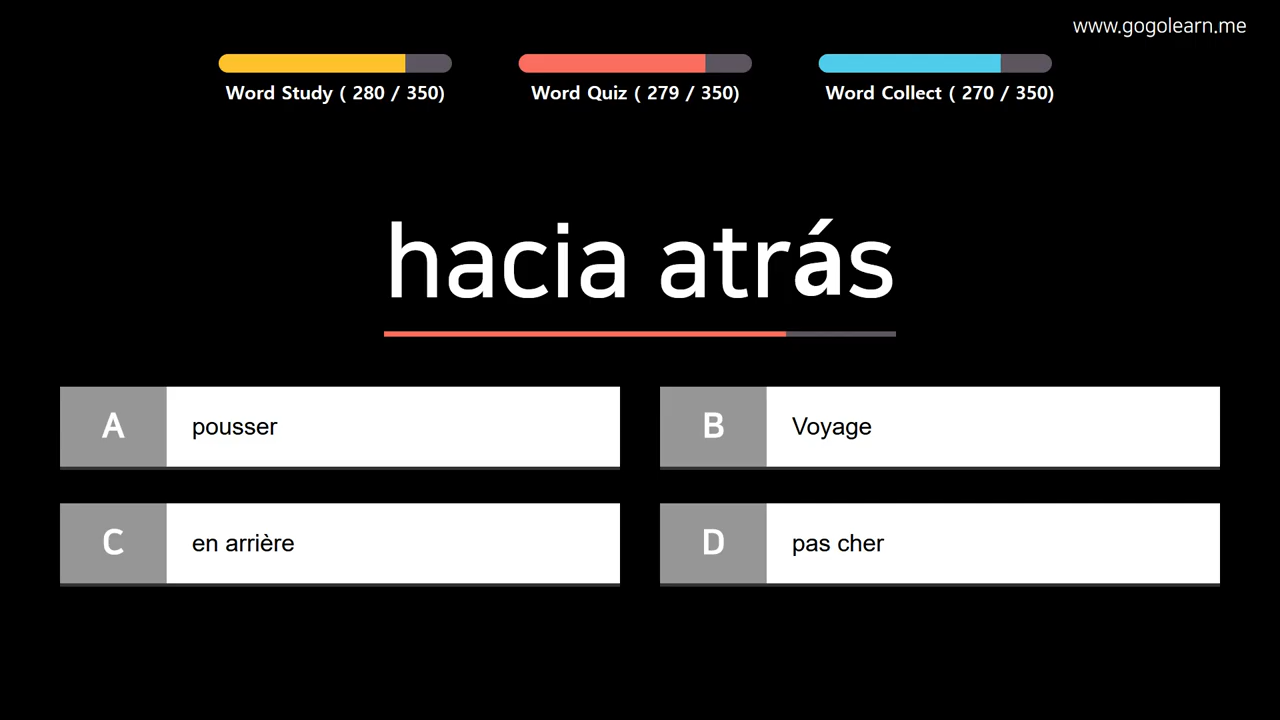 www.gogolearn.me
Word Study ( 280 / 350)
Word Quiz ( 279 / 350)
Word Collect ( 270 / 350)
hacia atrás
A pousser
B Voyage
C en arrière
D pas cher